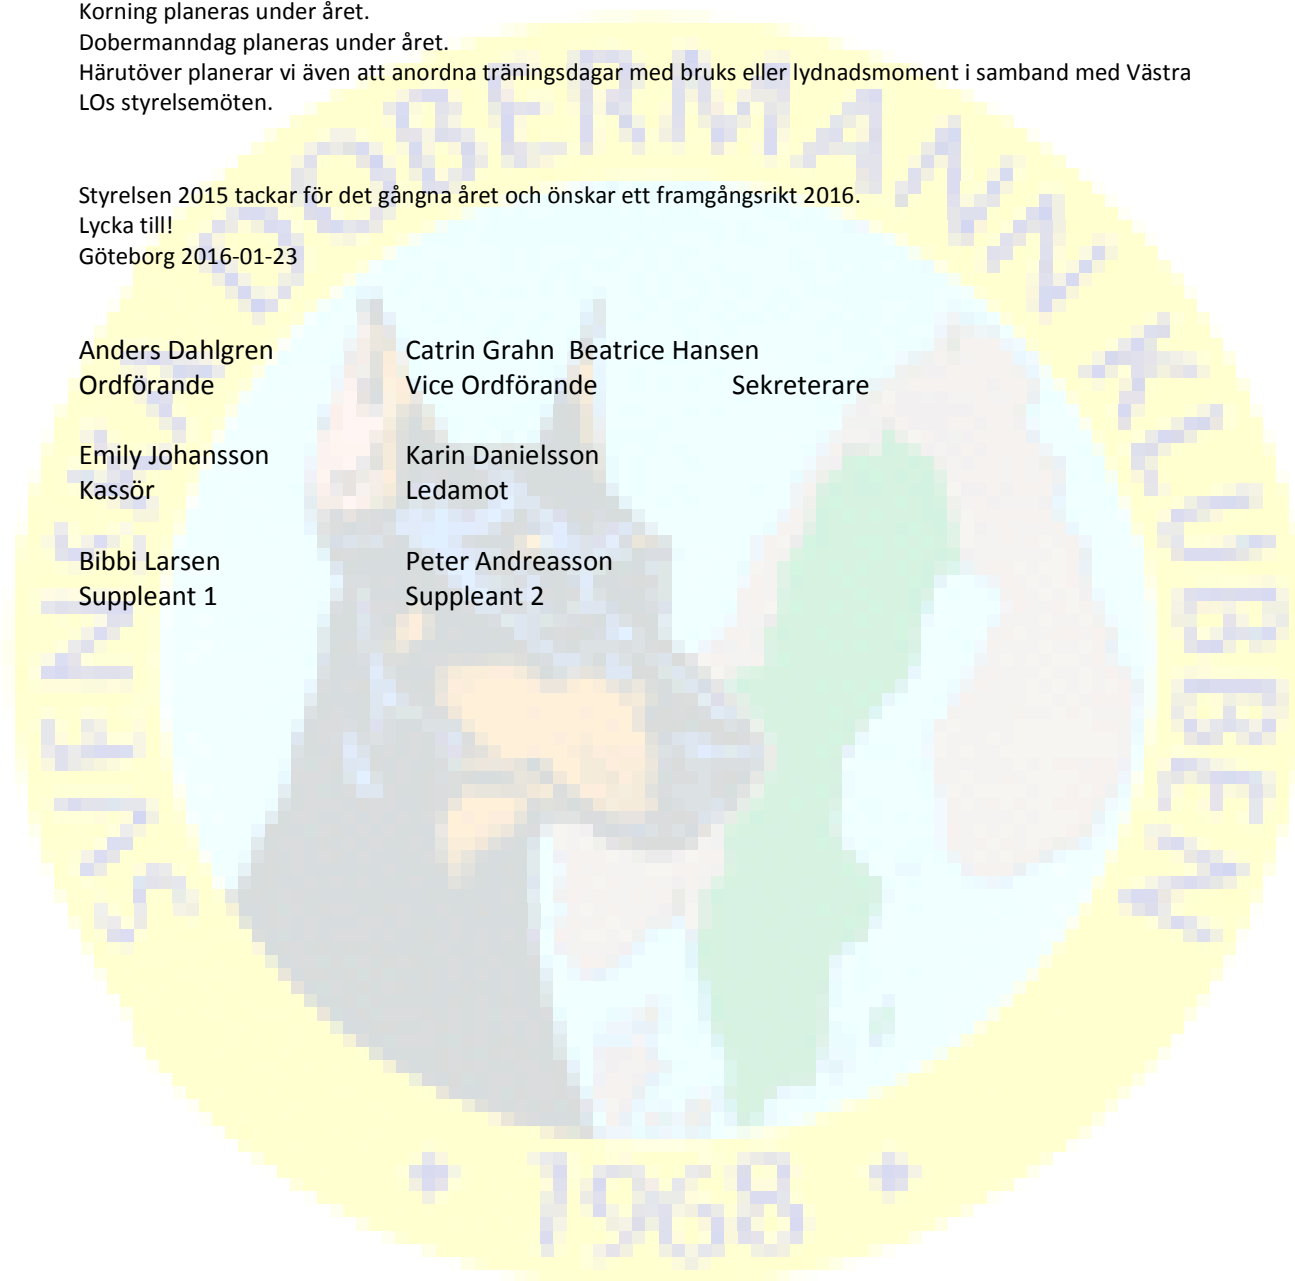 Korning planeras under året.
Dobermanndag planeras under året.
Härutöver planerar vi även att anordna träningsdagar med bruks eller lydnadsmoment i samband med Västra
LOs styrelsemöten.
Styrelsen 2015 tackar för det gångna året och önskar ett framgångsrikt 2016.
Lycka till!
Göteborg 2016-01-23
Anders Dahlgren Catrin Grahn Beatrice Hansen
Ordförande Vice Ordförande Sekreterare
Emily Johansson Karin Danielsson
Kassör Ledamot
Bibbi Larsen Peter Andreasson
Suppleant 1 Suppleant 2
SVENSKA DOBERMANN KLUBBEN
1968